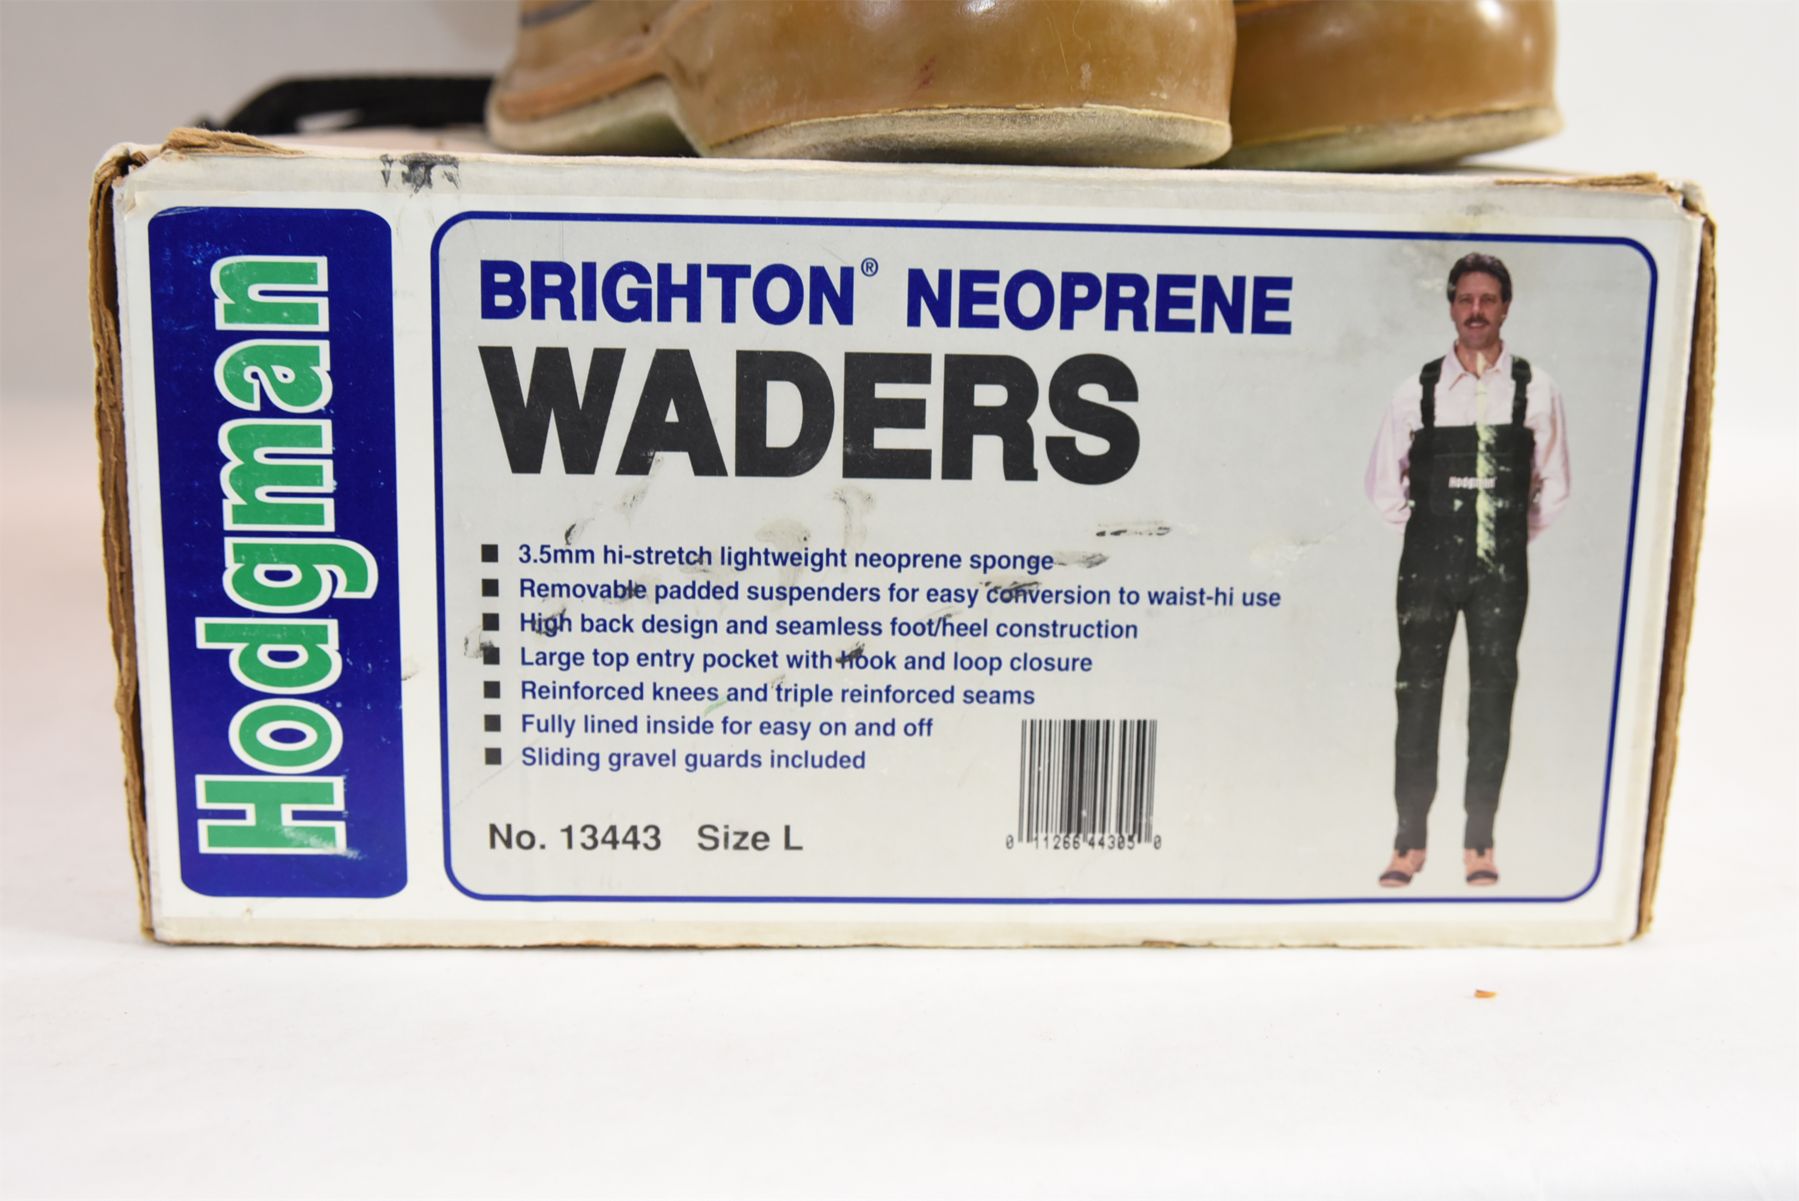 Hodgman
BRIGHTON® NEOPRENE
WADERS
Hodgman
■ 3.5mm hi-stretch lightweight neoprene sponge
■ Removable padded suspenders for easy conversion to waist-hi use
■ High back design and seamless foot/heel construction
■ Large top entry pocket with hook and loop closure
■ Reinforced knees and triple reinforced seams
■ Fully lined inside for easy on and off
■ Sliding gravel guards included
No. 13443 Size L
0 11266 44305 0